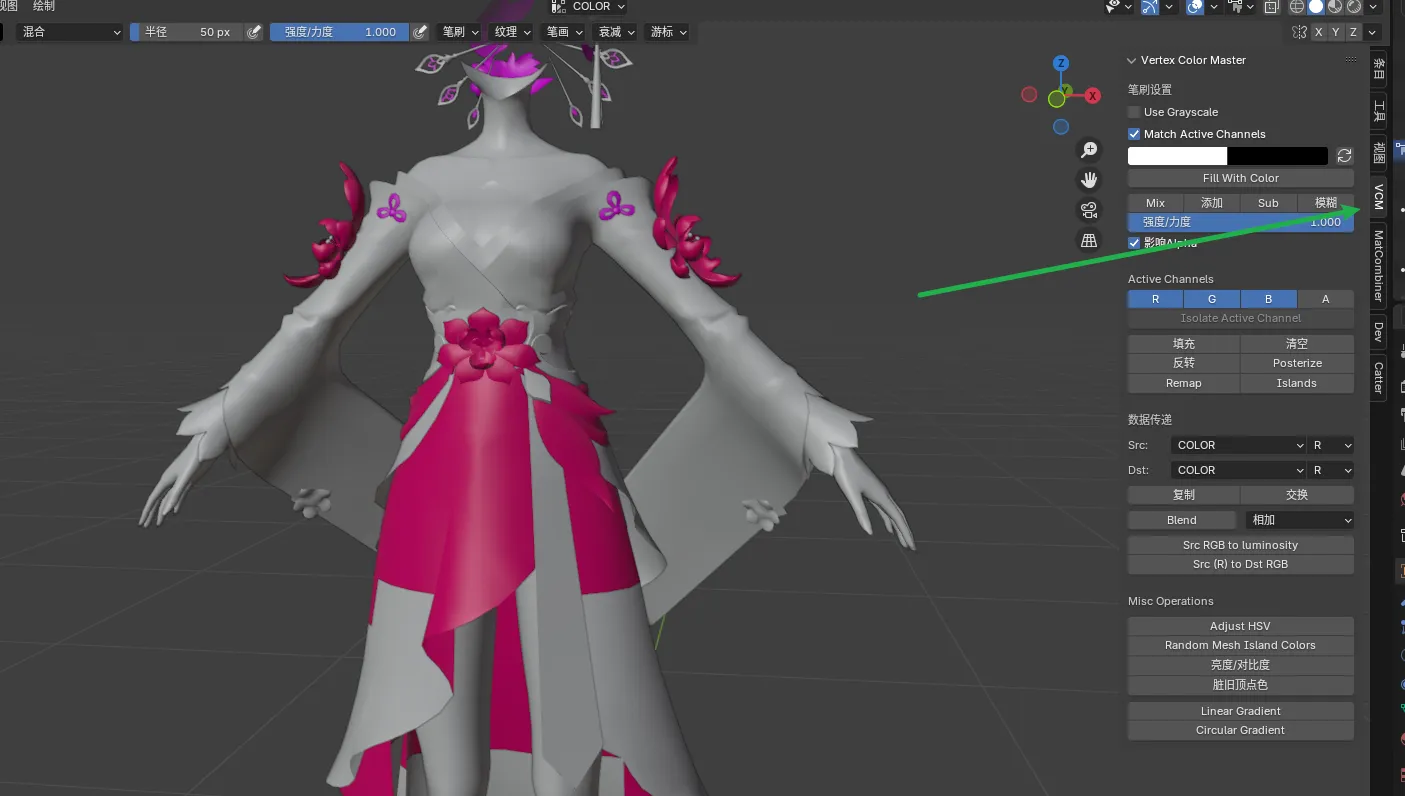 视图 绘制
COLOR
混合 半径 50 px 强度/力度 1.000 笔刷 纹理 笔画 衰减 游标 X Y Z
Z
Y
X
Vertex Color Master
笔刷设置
Use Grayscale
Match Active Channels
Fill With Color
Mix 添加 Sub 模糊
强度/力度 1.000
影响Alpha
Active Channels
R G B A
Isolate Active Channel
填充 清空
反转 Posterize
Remap Islands
数据传递
Src: COLOR R
Dst: COLOR R
复制 交换
Blend 相加
Src RGB to luminosity
Src (R) to Dst RGB
Misc Operations
Adjust HSV
Random Mesh Island Colors
亮度/对比度
脏旧顶点色
Linear Gradient
Circular Gradient
条目
工具
视图
VCM
MatCombiner
Dev
Catter